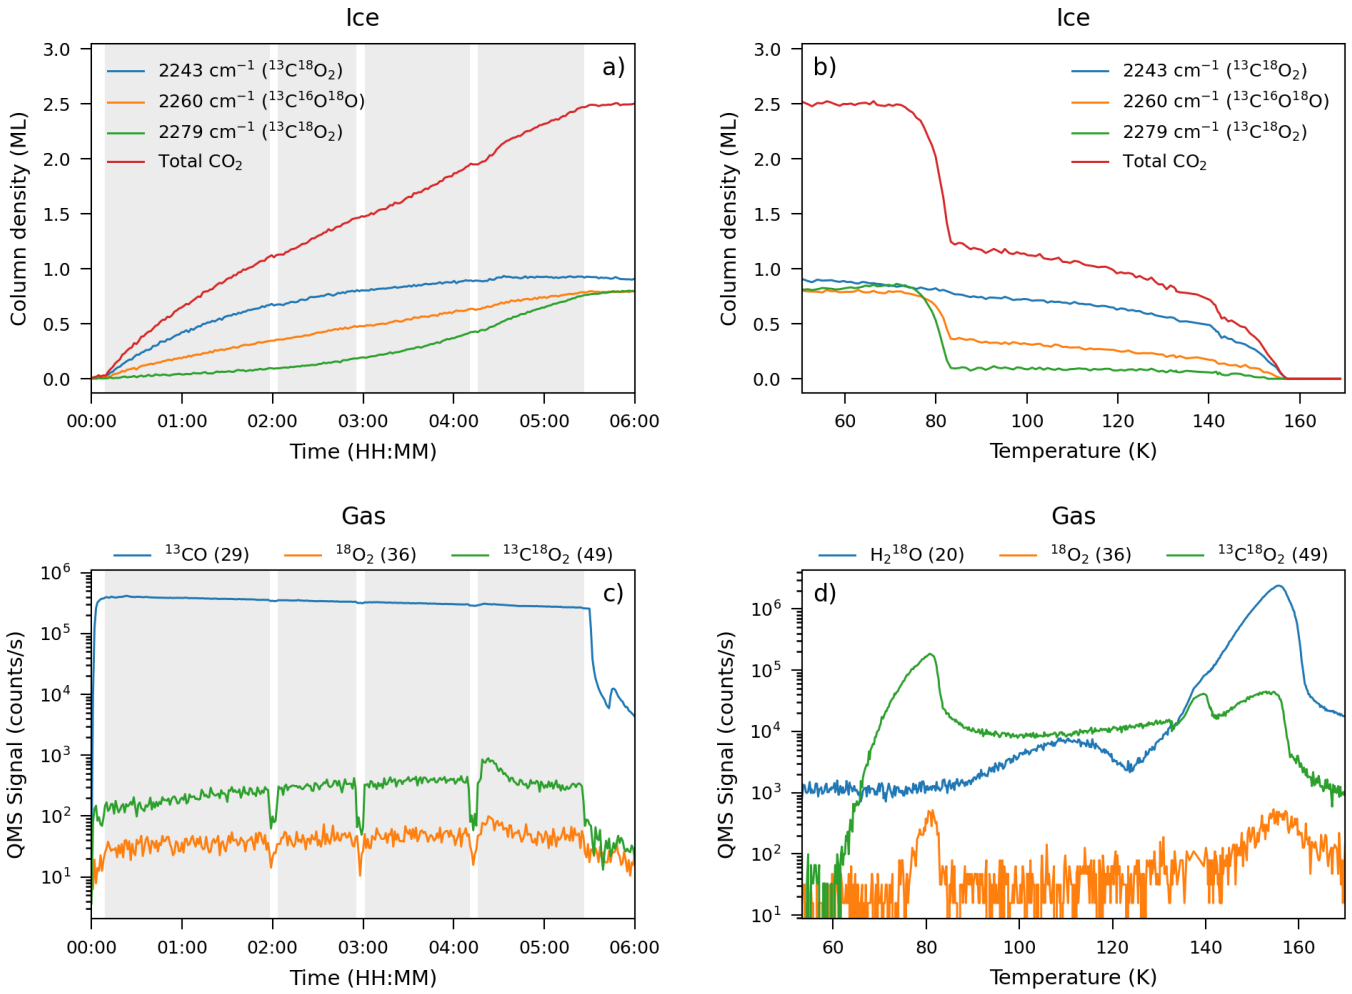 Ice
a)
2243 cm⁻¹ (¹³C¹⁸O₂)
2260 cm⁻¹ (¹³C¹⁶O¹⁸O)
2279 cm⁻¹ (¹³C¹⁸O₂)
Total CO₂
Column density (ML)
3.0
2.5
2.0
1.5
1.0
0.5
0.0
00:00 01:00 02:00 03:00 04:00 05:00 06:00
Time (HH:MM)
Ice
b)
2243 cm⁻¹ (¹³C¹⁸O₂)
2260 cm⁻¹ (¹³C¹⁶O¹⁸O)
2279 cm⁻¹ (¹³C¹⁸O₂)
Total CO₂
Column density (ML)
3.0
2.5
2.0
1.5
1.0
0.5
0.0
60 80 100 120 140 160
Temperature (K)
Gas
¹³CO (29) ¹⁸O₂ (36) ¹³C¹⁸O₂ (49)
c)
QMS Signal (counts/s)
10⁶
10⁵
10⁴
10³
10²
10¹
00:00 01:00 02:00 03:00 04:00 05:00 06:00
Time (HH:MM)
Gas
H₂¹⁸O (20) ¹⁸O₂ (36) ¹³C¹⁸O₂ (49)
d)
QMS Signal (counts/s)
10⁶
10⁵
10⁴
10³
10²
10¹
60 80 100 120 140 160
Temperature (K)